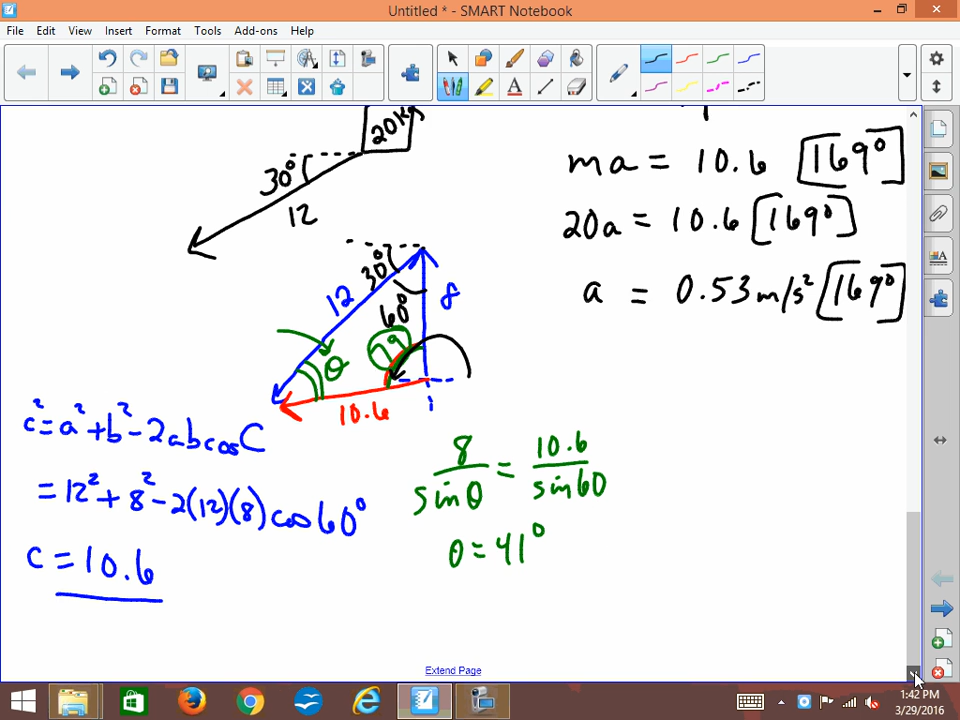 Untitled * - SMART Notebook
File Edit View Insert Format Tools Add-ons Help
20kg
30°
12
ma = 10.6 [169°]
20a = 10.6 [169°]
a = 0.53 m/s² [169°]
30°
12
60°
8
79
θ
10.6
c² = a² + b² - 2abcosC
= 12² + 8² - 2(12)(8) cos 60°
c = 10.6
8/sinθ = 10.6/sin60
θ = 41°
Extend Page
1:42 PM
3/29/2016